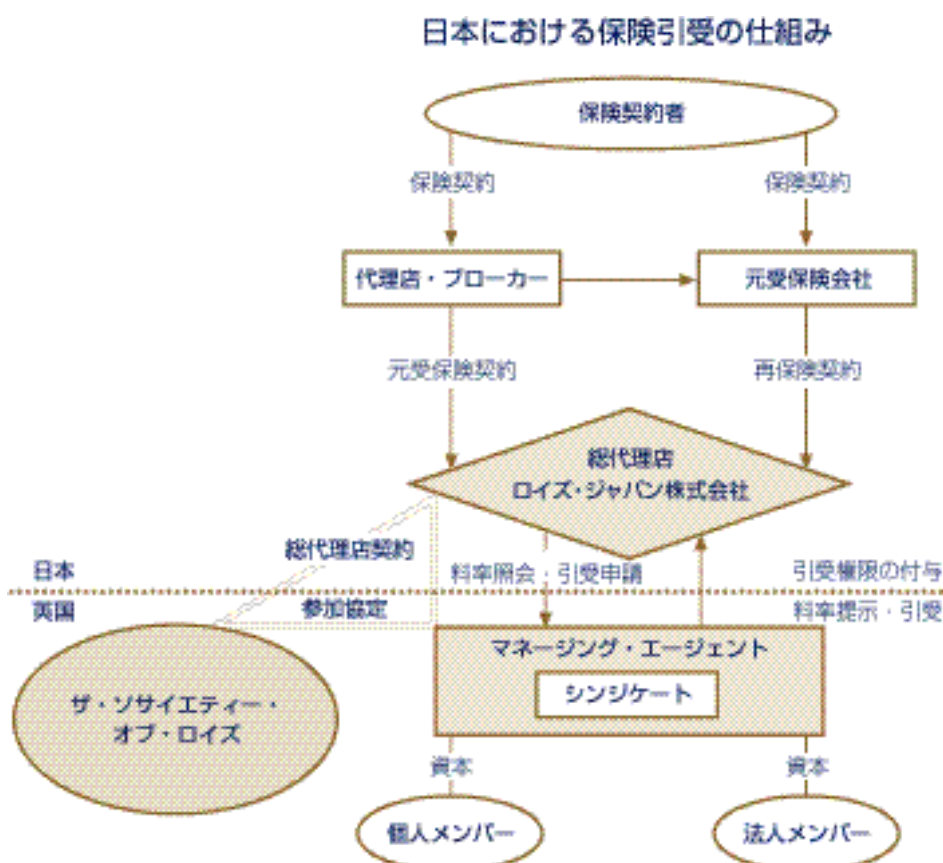 日本における保険引受の仕組み
保険契約者
保険契約
保険契約
代理店・ブローカー
元受保険会社
元受保険契約
再保険契約
総代理店
ロイズ・ジャパン株式会社
総代理店契約
日本
料率照会・引受申請
引受権限の付与
英国
参加協定
料率提示・引受
マネージング・エージェント
シンジケート
ザ・ソサイエティー・
オブ・ロイズ
資本
資本
個人メンバー
法人メンバー